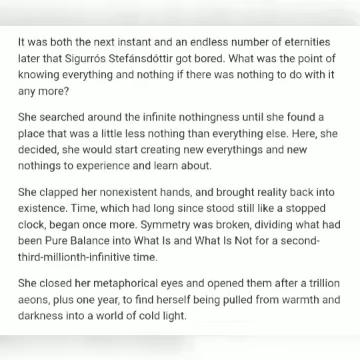 It was both the next instant and an endless number of eternities
later that Sigurrós Stefánsdóttir got bored. What was the point of
knowing everything and nothing if there was nothing to do with it
any more?
She searched around the infinite nothingness until she found a
place that was a little less nothing than everything else. Here, she
decided, she would start creating new everythings and new
nothings to experience and learn about.
She clapped her nonexistent hands, and brought reality back into
existence. Time, which had long since stood still like a stopped
clock, began once more. Symmetry was broken, dividing what had
been Pure Balance into What Is and What Is Not for a second-
third-millionth-infinitive time.
She closed her metaphorical eyes and opened them after a trillion
aeons, plus one year, to find herself being pulled from warmth and
darkness into a world of cold light.